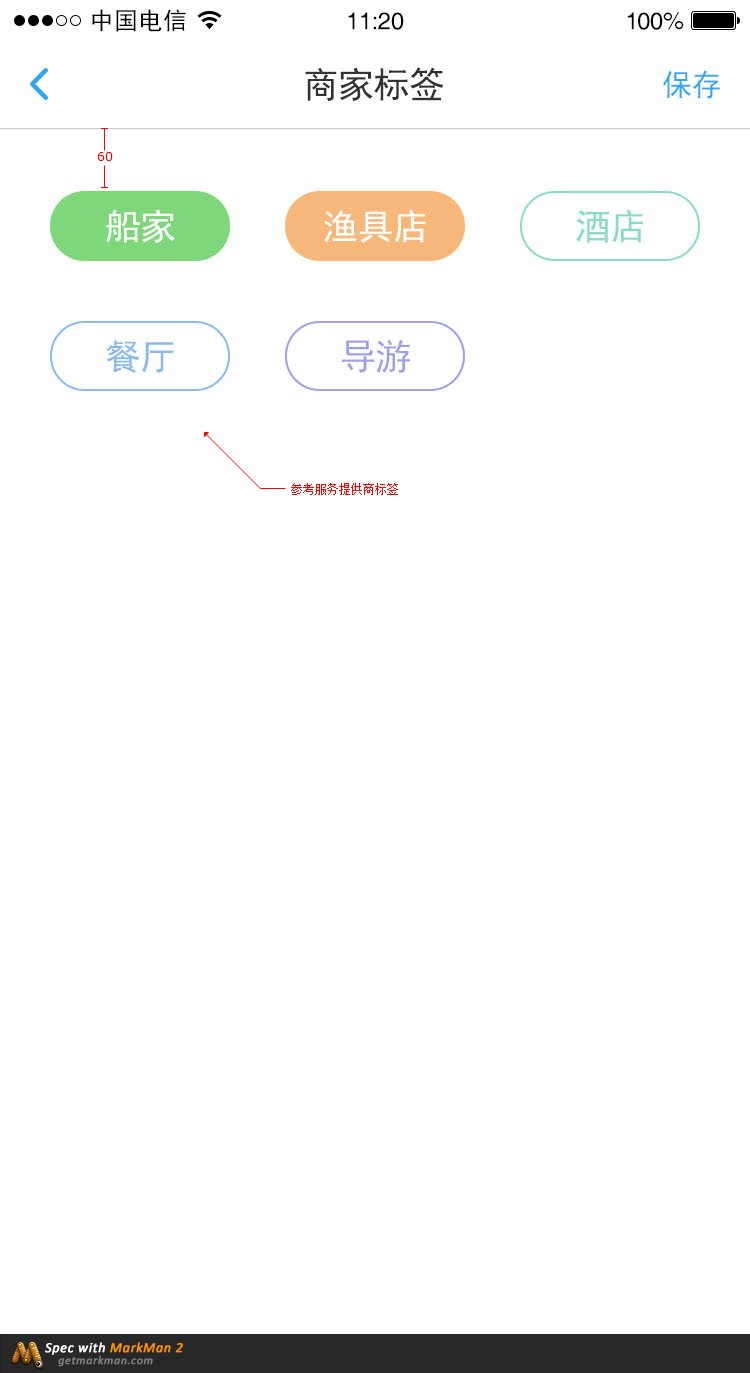 中国电信 11:20 100%
商家标签 保存
60
船家 渔具店 酒店
餐厅 导游
参考服务提供商标签
Spec with MarkMan 2
getmarkman.com